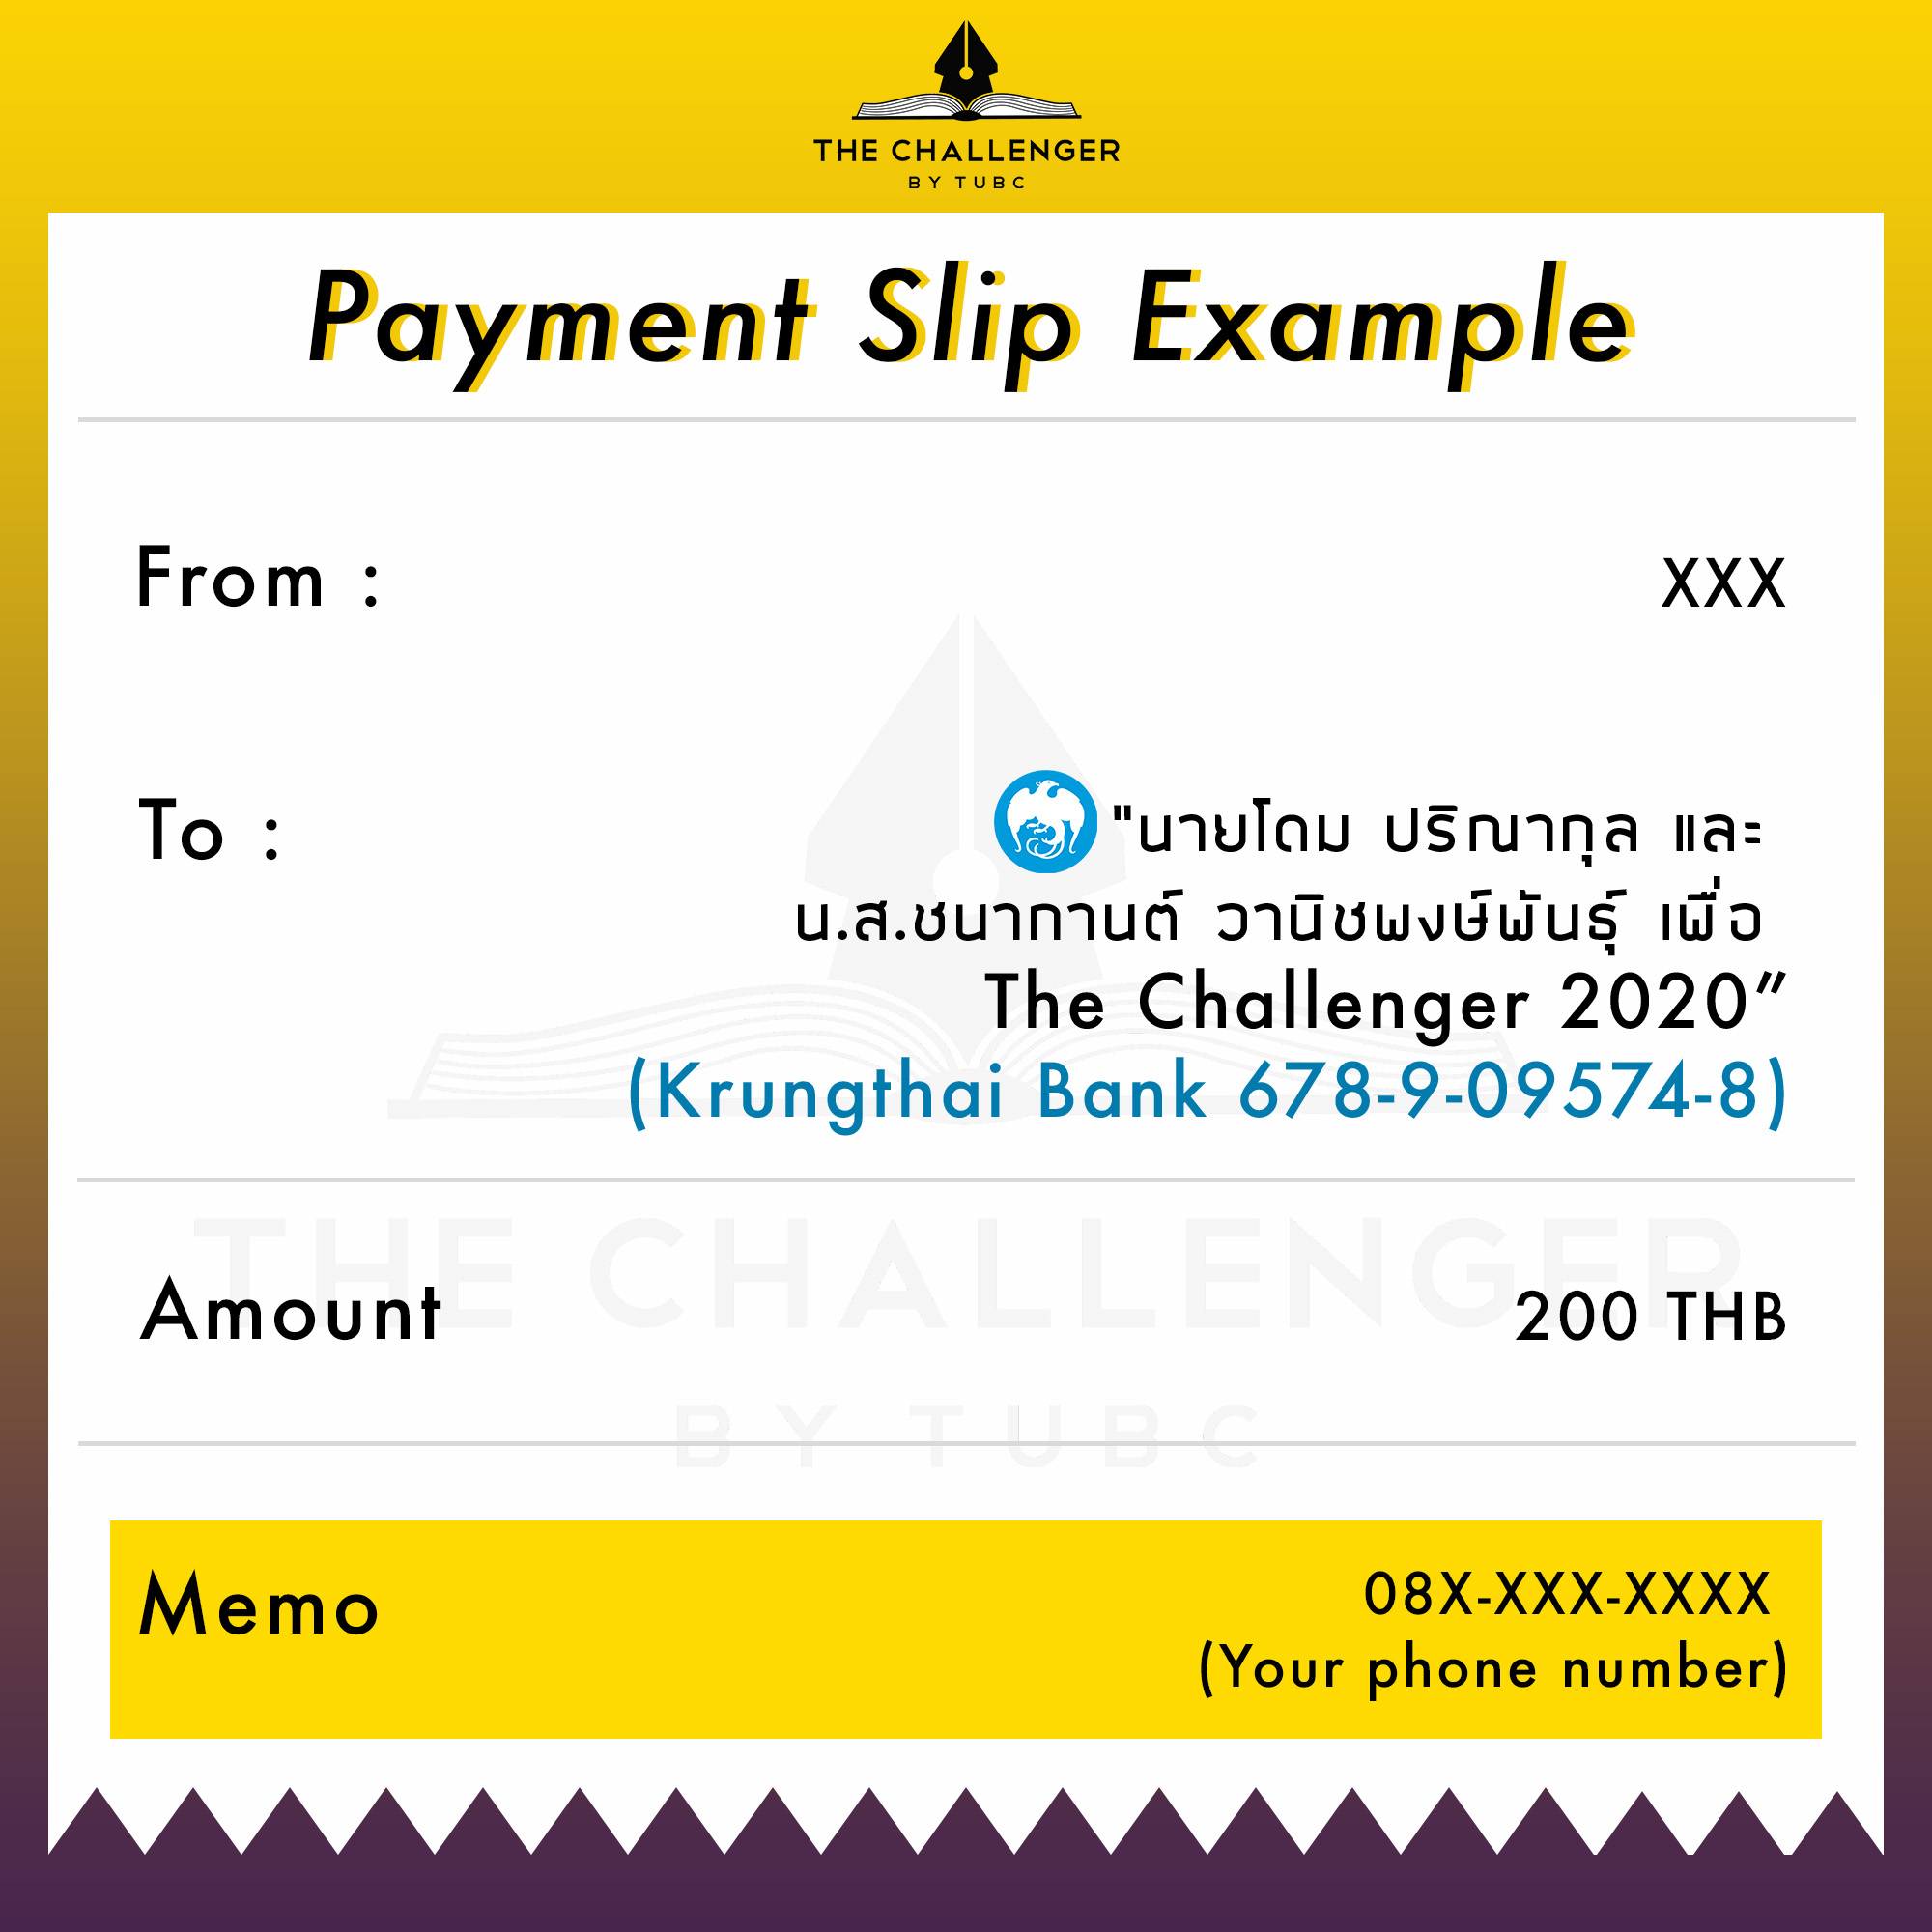 THE CHALLENGER
BY TUBC
Payment Slip Example
From :
XXX
To :
"นายโดม ปริณากุล และ
น.ส.ชนากานต์ วานิชพงษ์พันธุ์ เพื่อ
The Challenger 2020”
(Krungthai Bank 678-9-09574-8)
THE CHALLENGER
Amount
200 THB
BY TUBC
Memo
08X-XXX-XXXX
(Your phone number)